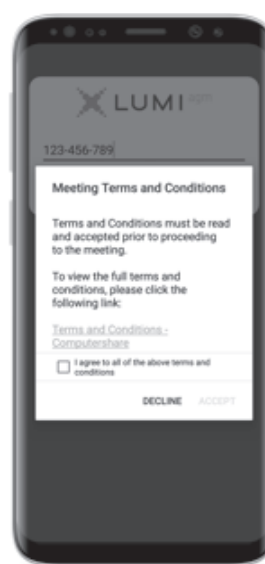 LUMI agm
123-456-789
Meeting Terms and Conditions
Terms and Conditions must be read
and accepted prior to proceeding
to the meeting.
To view the full terms and
conditions, please click the
following link:
Terms and Conditions -
Computershare
I agree to all of the above terms and
conditions
DECLINE ACCEPT